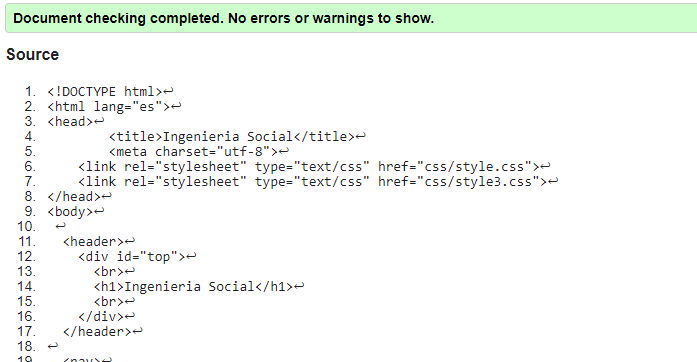 Document checking completed. No errors or warnings to show.
Source
1. <!DOCTYPE html>↩
2. <html lang="es">↩
3. <head>↩
4. <title>Ingenieria Social</title>↩
5. <meta charset="utf-8">↩
6. <link rel="stylesheet" type="text/css" href="css/style.css">↩
7. <link rel="stylesheet" type="text/css" href="css/style3.css">↩
8. </head>↩
9. <body>↩
10. ↩
11. <header>↩
12. <div id="top">↩
13. <br>↩
14. <h1>Ingenieria Social</h1>↩
15. <br>↩
16. </div>↩
17. </header>↩
18. ↩
19. <nav>↩